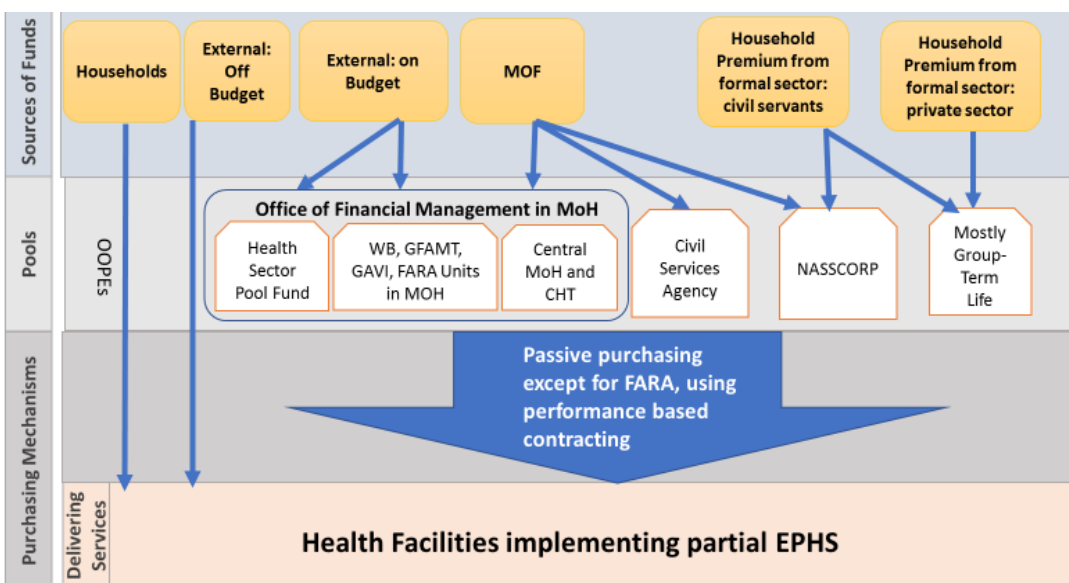 Sources of Funds
Households
External:
Off
Budget
External: on
Budget
MOF
Household
Premium from
formal sector:
civil servants
Household
Premium from
formal sector:
private sector
Pools
OOPEs
Office of Financial Management in MoH
Health
Sector
Pool Fund
WB, GFAMT,
GAVI, FARA Units
in MOH
Central
MoH and
CHT
Civil
Services
Agency
NASSCORP
Mostly
Group-
Term
Life
Purchasing Mechanisms
Passive purchasing
except for FARA, using
performance based
contracting
Delivering
Services
Health Facilities implementing partial EPHS